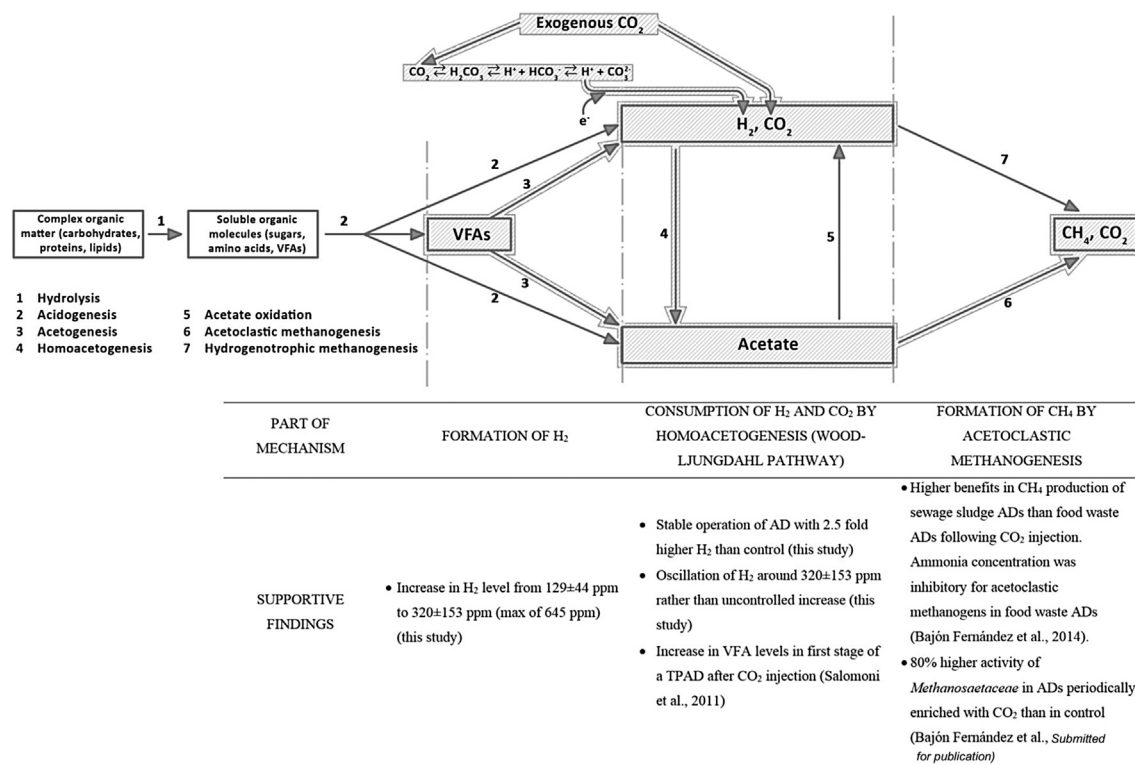 Exogenous CO₂
CO₂ ⇄ H₂CO₃ ⇄ H⁺ + HCO₃⁻ ⇄ H⁺ + CO₃²⁻
e⁻
H₂, CO₂
2
3
7
1
Complex organic
matter (carbohydrates,
proteins, lipids)
Soluble organic
molecules (sugars,
amino acids, VFAs)
2
VFAs
4
5
CH₄, CO₂
3
2
6
Acetate
1 Hydrolysis
2 Acidogenesis
3 Acetogenesis
4 Homoacetogenesis
5 Acetate oxidation
6 Acetoclastic methanogenesis
7 Hydrogenotrophic methanogenesis
PART OF
MECHANISM
FORMATION OF H₂
CONSUMPTION OF H₂ AND CO₂ BY
HOMOACETOGENESIS (WOOD-
LJUNGDAHL PATHWAY)
FORMATION OF CH₄ BY
ACETOCLASTIC
METHANOGENESIS
SUPPORTIVE
FINDINGS
• Increase in H₂ level from 129±44 ppm
to 320±153 ppm (max of 645 ppm)
(this study)
• Stable operation of AD with 2.5 fold
higher H₂ than control (this study)
• Oscillation of H₂ around 320±153 ppm
rather than uncontrolled increase (this
study)
• Increase in VFA levels in first stage of
a TPAD after CO₂ injection (Salomoni
et al., 2011)
• Higher benefits in CH₄ production of
sewage sludge ADs than food waste
ADs following CO₂ injection.
Ammonia concentration was
inhibitory for acetoclastic
methanogens in food waste ADs
(Bajón Fernández et al., 2014).
• 80% higher activity of
Methanosaetaceae in ADs periodically
enriched with CO₂ than in control
(Bajón Fernández et al., Submitted
for publication)